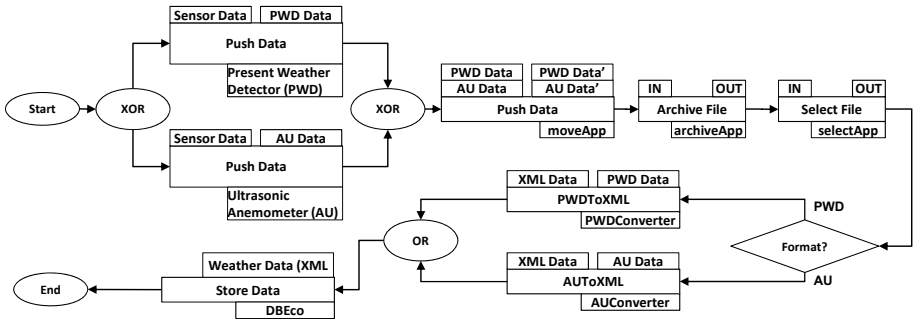 Sensor Data PWD Data
Push Data
Present Weather
Detector (PWD)
Start
XOR
Sensor Data AU Data
Push Data
Ultrasonic
Anemometer (AU)
XOR
PWD Data PWD Data'
AU Data AU Data'
Push Data
moveApp
IN OUT
Archive File
archiveApp
IN OUT
Select File
selectApp
Format?
PWD
AU
XML Data PWD Data
PWDToXML
PWDConverter
XML Data AU Data
AUToXML
AUConverter
OR
Weather Data (XML
Store Data
DBEco
End